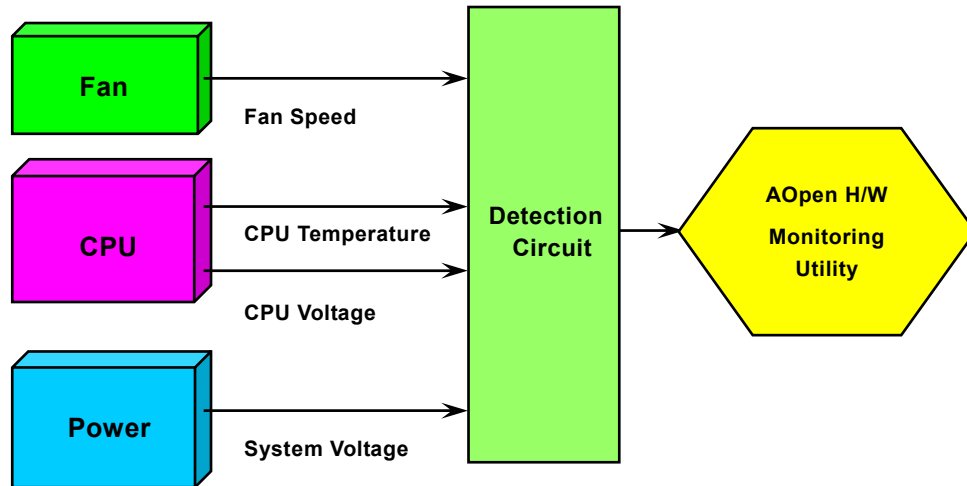 Fan
Fan Speed
CPU
CPU Temperature
CPU Voltage
Power
System Voltage
Detection
Circuit
AOpen H/W
Monitoring
Utility